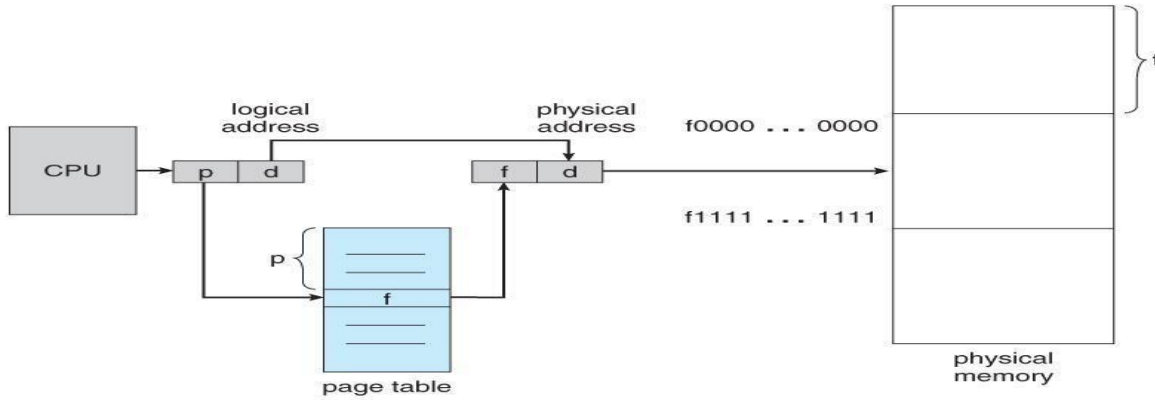 logical
address
physical
address
f0000 ... 0000
CPU
p
d
f
d
f1111 ... 1111
p
f
page table
physical
memory